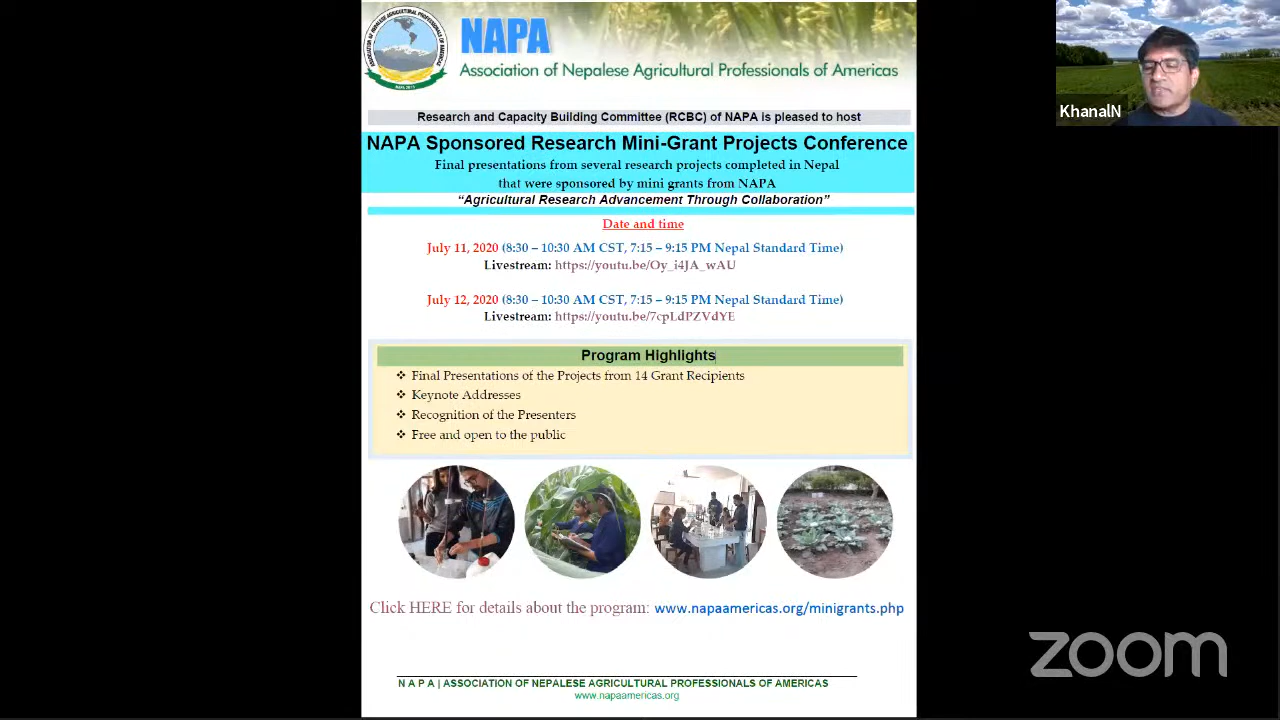 NAPA
Association of Nepalese Agricultural Professionals of Americas
KhanalN
Research and Capacity Building Committee (RCBC) of NAPA is pleased to host
NAPA Sponsored Research Mini-Grant Projects Conference
Final presentations from several research projects completed in Nepal
that were sponsored by mini grants from NAPA
“Agricultural Research Advancement Through Collaboration”
Date and time
July 11, 2020 (8:30 – 10:30 AM CST, 7:15 – 9:15 PM Nepal Standard Time)
Livestream: https://youtu.be/Oy_i4JA_wAU
July 12, 2020 (8:30 – 10:30 AM CST, 7:15 – 9:15 PM Nepal Standard Time)
Livestream: https://youtu.be/7cpLdPZVdYE
Program Highlights
❖ Final Presentations of the Projects from 14 Grant Recipients
❖ Keynote Addresses
❖ Recognition of the Presenters
❖ Free and open to the public
Click HERE for details about the program: www.napaamericas.org/minigrants.php
zoom
N A P A | ASSOCIATION OF NEPALESE AGRICULTURAL PROFESSIONALS OF AMERICAS
www.napaamericas.org